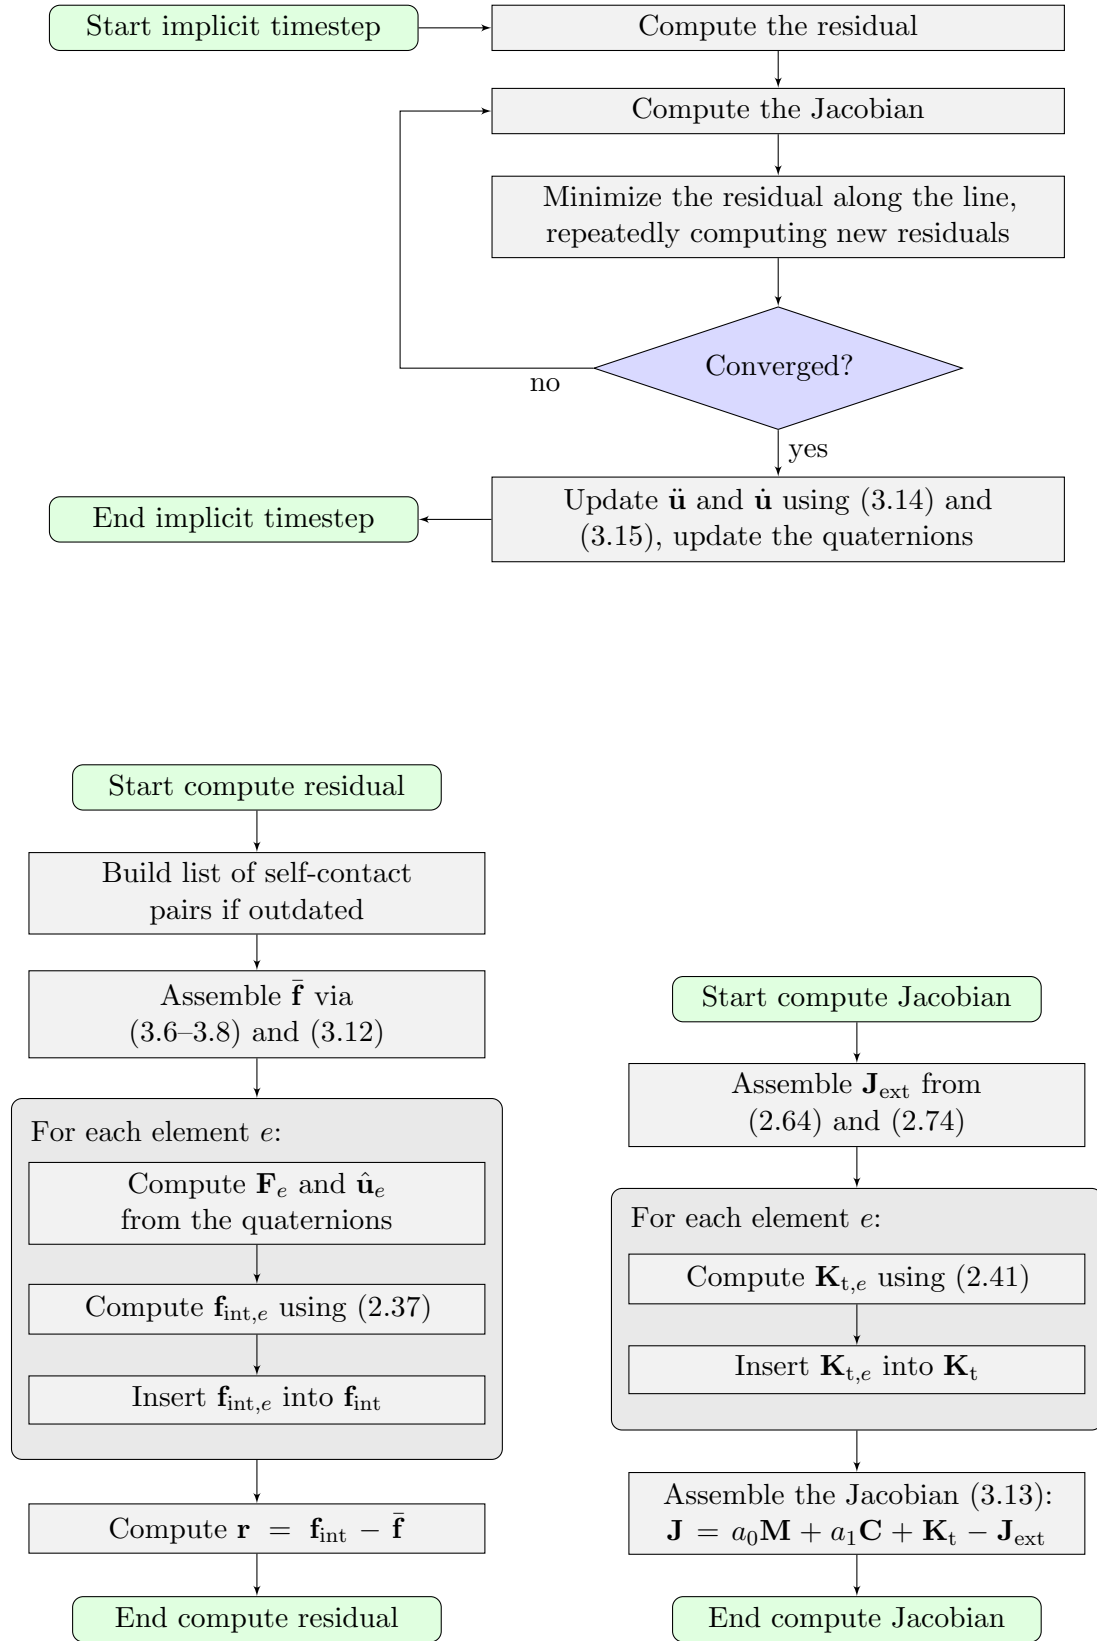 Start implicit timestep
Compute the residual
Compute the Jacobian
Minimize the residual along the line,
repeatedly computing new residuals
Converged?
no
yes
Update ü and u̇ using (3.14) and
(3.15), update the quaternions
End implicit timestep
Start compute residual
Build list of self-contact
pairs if outdated
Assemble f̄ via
(3.6–3.8) and (3.12)
For each element e:
Compute F_e and û_e
from the quaternions
Compute f_int,e using (2.37)
Insert f_int,e into f_int
Compute r = f_int − f̄
End compute residual
Start compute Jacobian
Assemble J_ext from
(2.64) and (2.74)
For each element e:
Compute K_t,e using (2.41)
Insert K_t,e into K_t
Assemble the Jacobian (3.13):
J = a_0M + a_1C + K_t − J_ext
End compute Jacobian